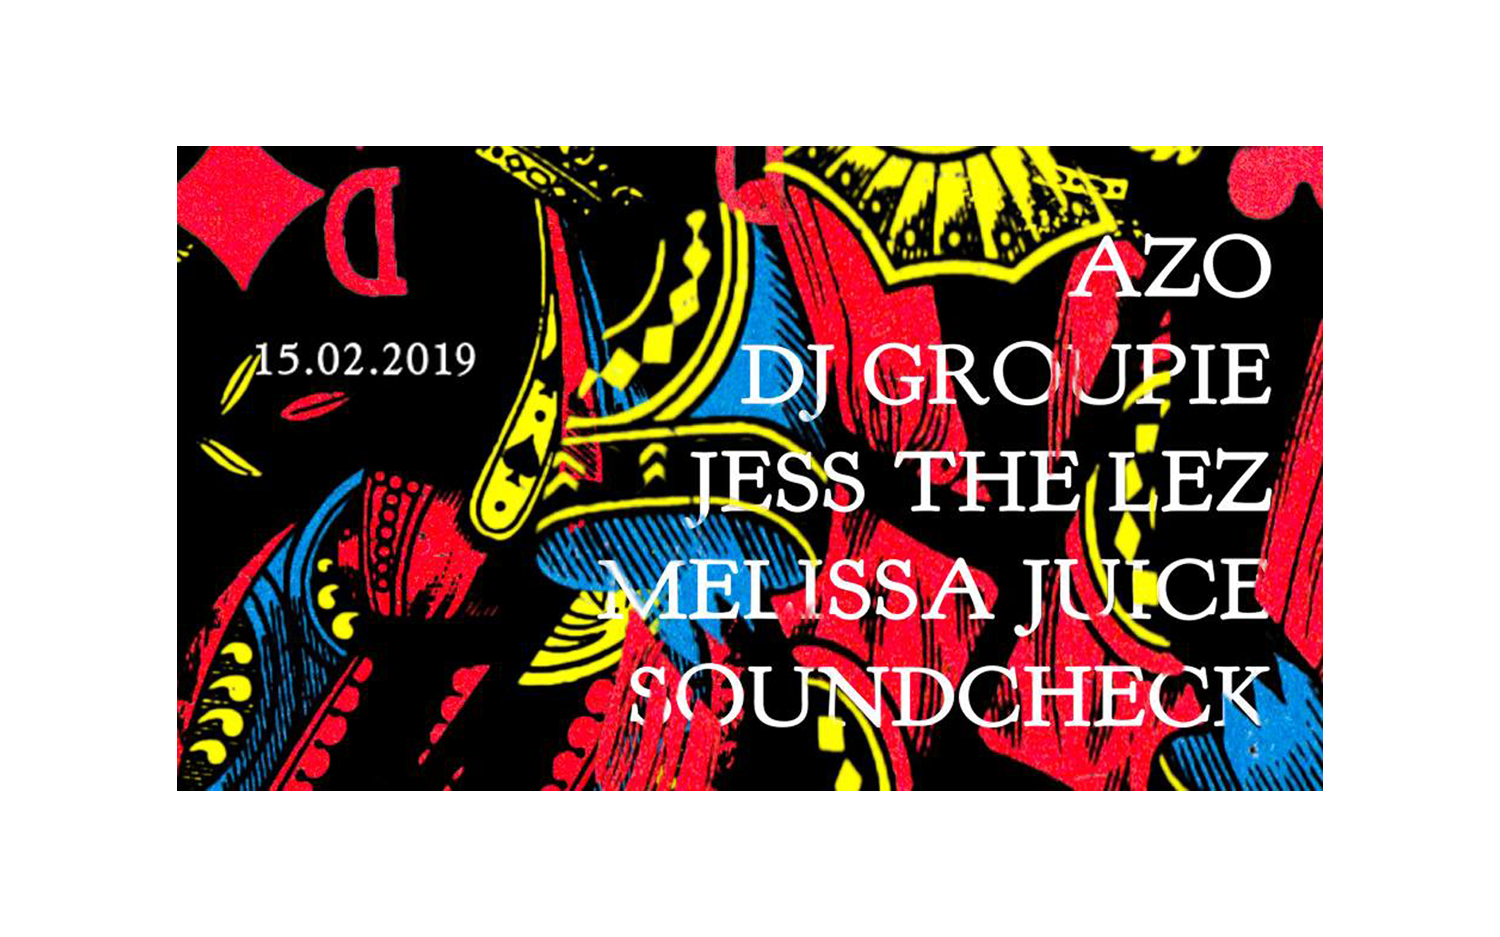 D
15.02.2019
AZO
DJ GROUPIE
JESS THE LEZ
MELISSA JUICE
SOUNDCHECK